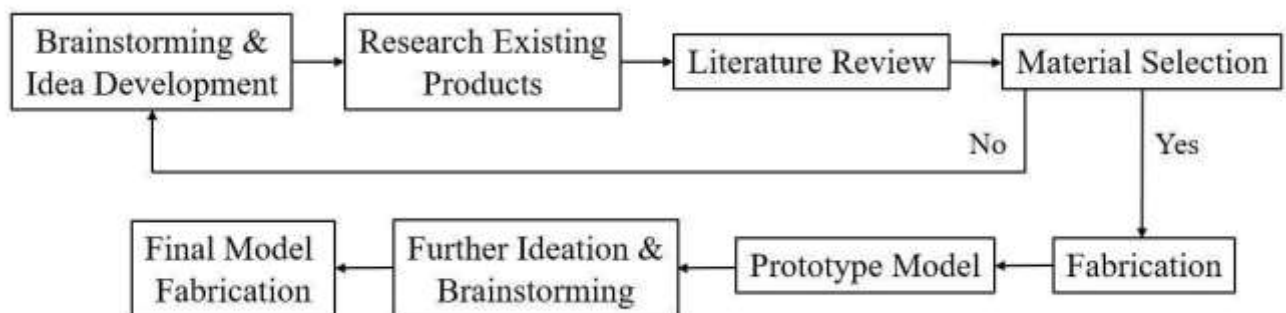 Brainstorming &
Idea Development
Research Existing
Products
Literature Review
Material Selection
No
Yes
Final Model
Fabrication
Further Ideation &
Brainstorming
Prototype Model
Fabrication